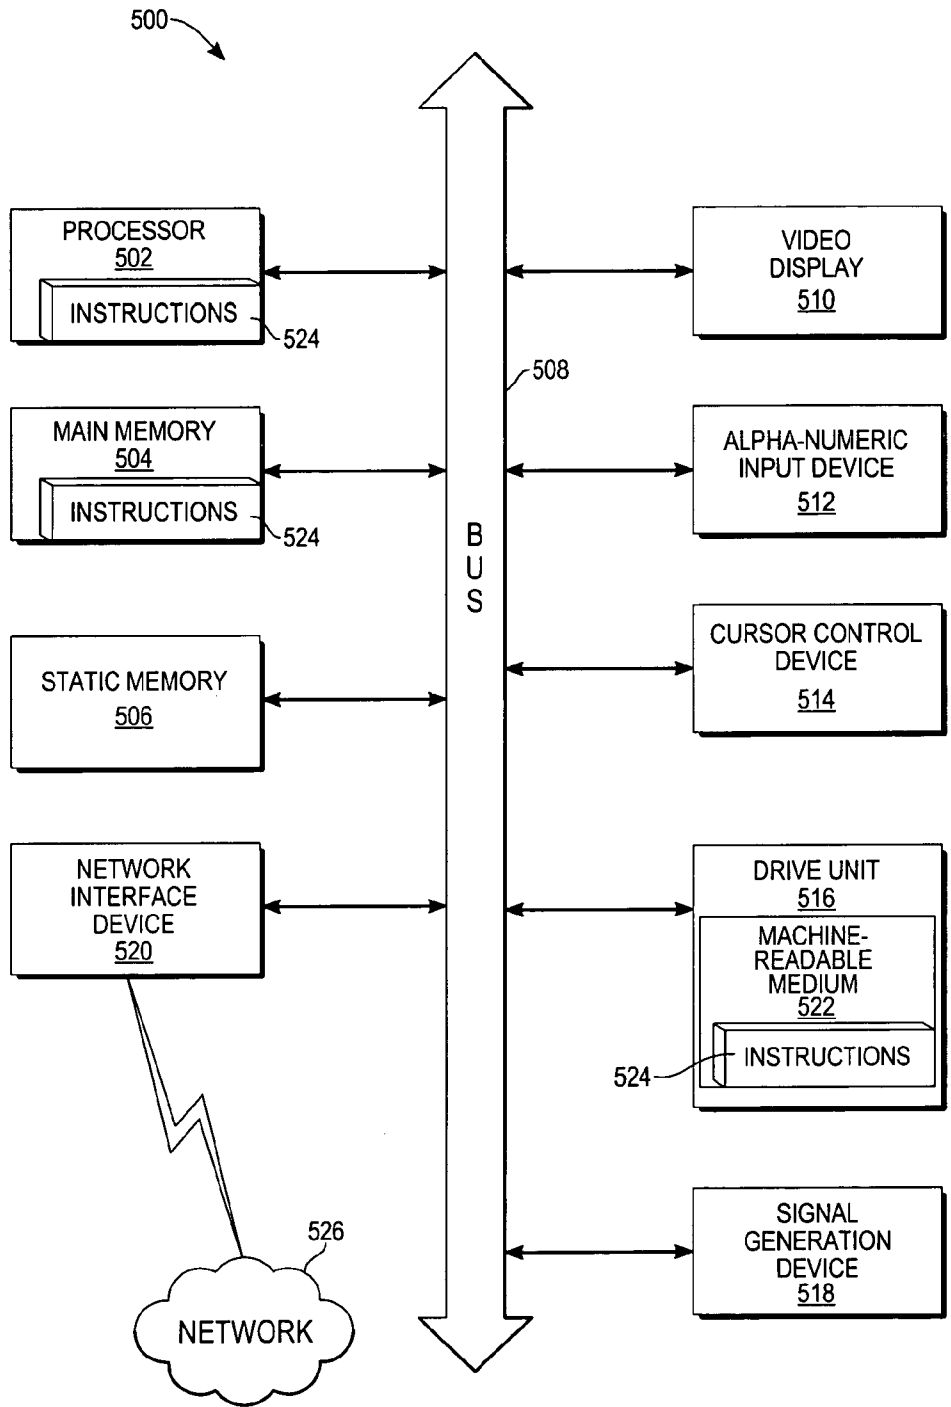 500
PROCESSOR
502
INSTRUCTIONS
524
MAIN MEMORY
504
INSTRUCTIONS
524
STATIC MEMORY
506
NETWORK
INTERFACE
DEVICE
520
526
NETWORK
508
B
U
S
VIDEO
DISPLAY
510
ALPHA-NUMERIC
INPUT DEVICE
512
CURSOR CONTROL
DEVICE
514
DRIVE UNIT
516
MACHINE-
READABLE
MEDIUM
522
524
INSTRUCTIONS
SIGNAL
GENERATION
DEVICE
518